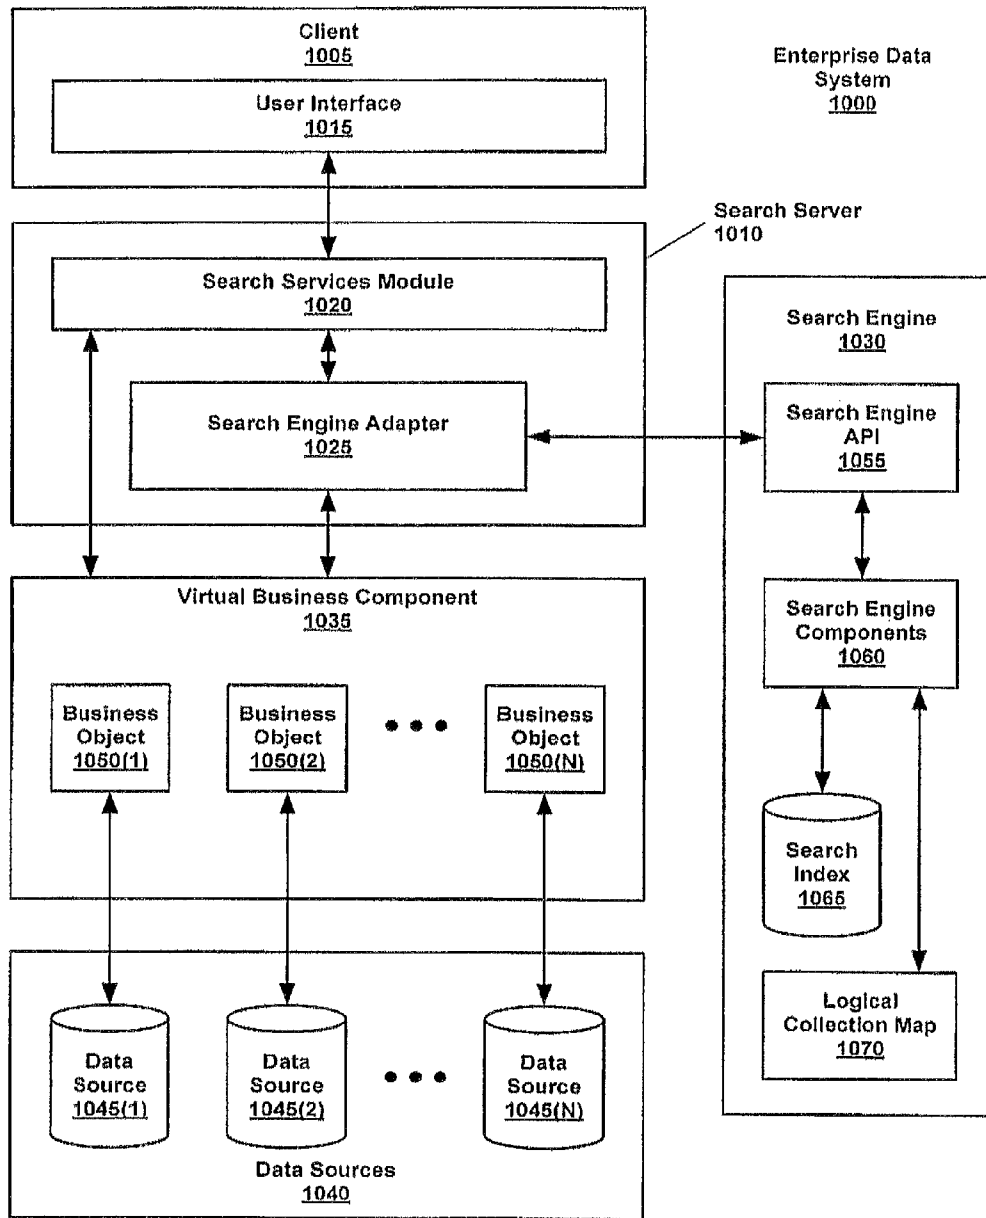 Client
1005
User Interface
1015
Enterprise Data
System
1000
Search Server
1010
Search Services Module
1020
Search Engine Adapter
1025
Search Engine
1030
Search Engine
API
1055
Search Engine
Components
1060
Search
Index
1065
Logical
Collection Map
1070
Virtual Business Component
1035
Business
Object
1050(1)
Business
Object
1050(2)
Business
Object
1050(N)
Data
Source
1045(1)
Data
Source
1045(2)
Data
Source
1045(N)
Data Sources
1040